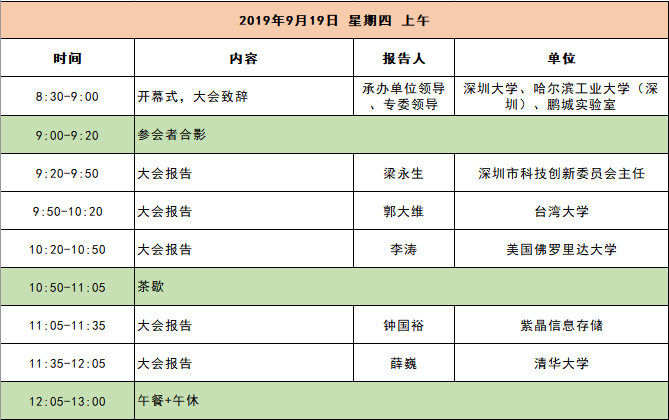 2019年9月19日 星期四 上午
时间 内容 报告人 单位
8:30-9:00 开幕式，大会致辞 承办单位领导、专委领导 深圳大学、哈尔滨工业大学（深圳）、鹏城实验室
9:00-9:20 参会者合影
9:20-9:50 大会报告 梁永生 深圳市科技创新委员会主任
9:50-10:20 大会报告 郭大维 台湾大学
10:20-10:50 大会报告 李涛 美国佛罗里达大学
10:50-11:05 茶歇
11:05-11:35 大会报告 钟国裕 紫晶信息存储
11:35-12:05 大会报告 薛巍 清华大学
12:05-13:00 午餐+午休